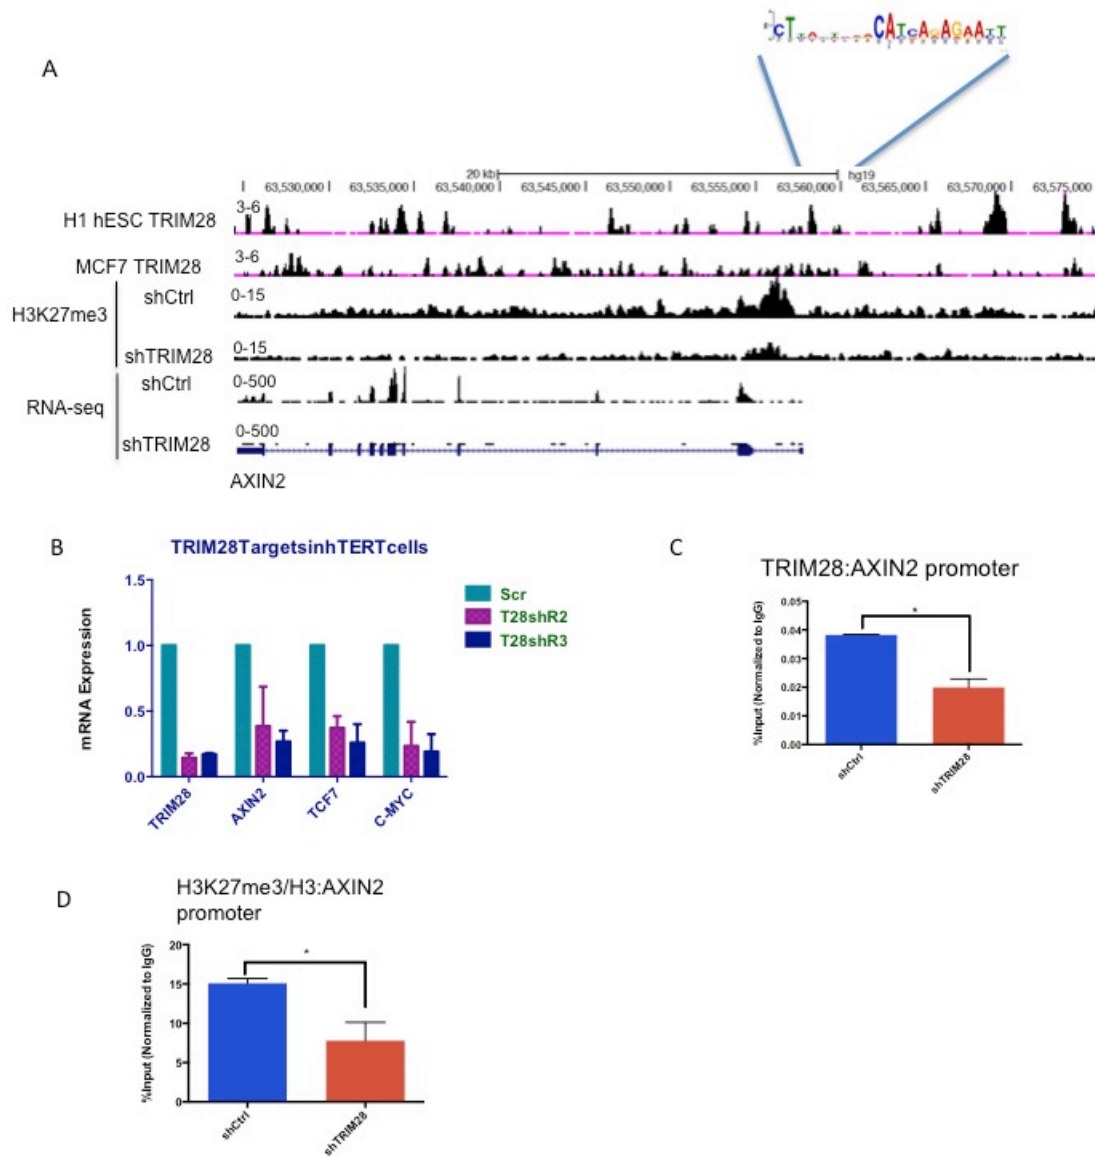 A
20 kb
hg19
63,530,000
63,535,000
63,540,000
63,545,000
63,550,000
63,555,000
63,560,000
63,565,000
63,570,000
63,575,000
H1 hESC TRIM28
3-6
MCF7 TRIM28
3-6
H3K27me3
shCtrl
0-15
shTRIM28
0-15
RNA-seq
shCtrl
0-500
shTRIM28
0-500
AXIN2
B
TRIM28TargetsinhTERTcells
mRNA Expression
1.5
1.0
0.5
0.0
TRIM28
AXIN2
TCF7
C-MYC
Scr
T28shR2
T28shR3
C
TRIM28:AXIN2 promoter
%Input (Normalized to IgG)
0.05
0.04
0.03
0.02
0.01
0.00
*
shCtrl
shTRIM28
D
H3K27me3/H3:AXIN2
promoter
%Input (Normalized to IgG)
20
15
10
5
0
*
shCtrl
shTRIM28